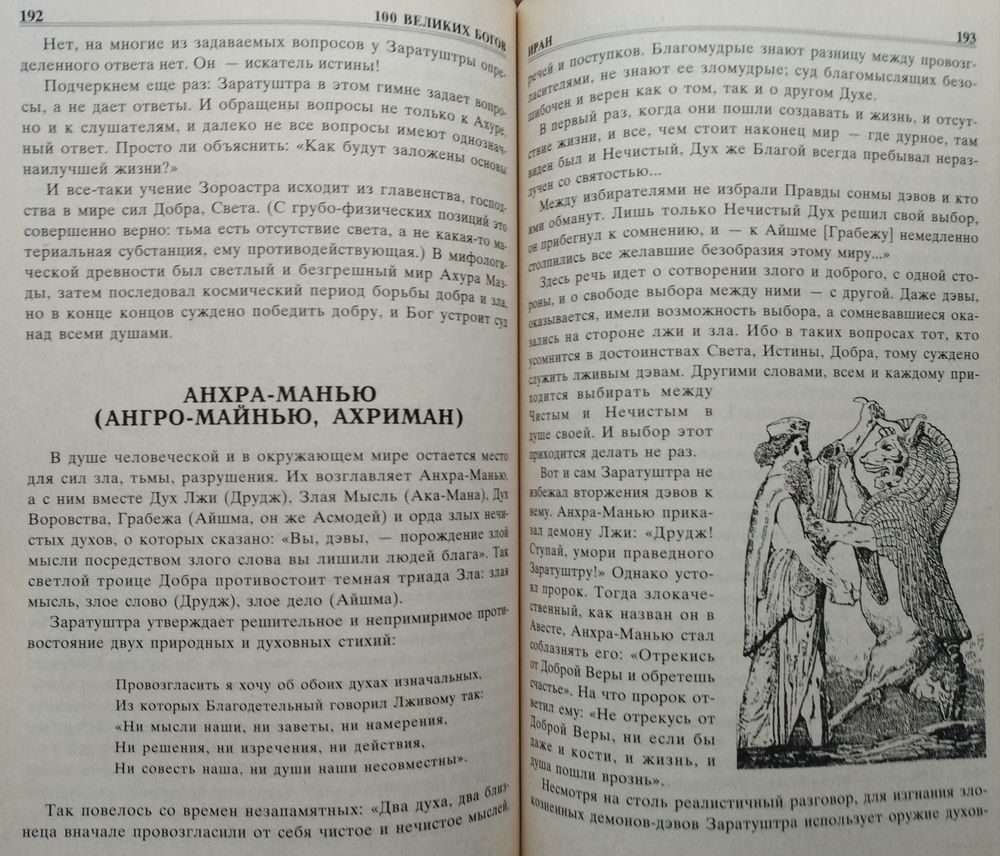 192
100 ВЕЛИКИХ БОГОВ
Нет, на многие из задаваемых вопросов у Заратуштры опре-
деленного ответа нет. Он — искатель истины!
Подчеркнем еще раз: Заратуштра в этом гимне задает вопро-
сы, а не дает ответы. И обращены вопросы не только к Ахуре,
но и к слушателям, и далеко не все вопросы имеют однознач-
ный ответ. Просто ли объяснить: «Как будут заложены основы
наилучшей жизни?»
И все-таки учение Зороастра исходит из главенства, господ-
ства в мире сил Добра, Света. (С грубо-физических позиций это
совершенно верно: тьма есть отсутствие света, а не какая-то ма-
териальная субстанция, ему противодействующая.) В мифологи-
ческой древности был светлый и безгрешный мир Ахура Маз-
ды, затем последовал космический период борьбы добра и зла,
но в конце концов суждено победить добру, и Бог устроит суд
над всеми душами.
АНХРА-МАНЬЮ
(АНГРО-МАЙНЬЮ, АХРИМАН)
В душе человеческой и в окружающем мире остается место
для сил зла, тьмы, разрушения. Их возглавляет Анхра-Манью,
а с ним вместе Дух Лжи (Друдж), Злая Мысль (Ака-Мана), Дух
Воровства, Грабежа (Айшма, он же Асмодей) и орда злых нечи-
стых духов, о которых сказано: «Вы, дэвы, — порождение злой
мысли посредством злого слова вы лишили людей блага». Так
светлой троице Добра противостоит темная триада Зла: злая
мысль, злое слово (Друдж), злое дело (Айшма).
Заратуштра утверждает решительное и непримиримое проти-
востояние двух природных и духовных стихий:
Провозгласить я хочу об обоих духах изначальных,
Из которых Благодетельный говорил Лживому так:
«Ни мысли наши, ни заветы, ни намерения,
Ни решения, ни изречения, ни действия,
Ни совесть наша, ни души наши несовместны».
Так повелось со времен незапамятных: «Два духа, два близ-
неца вначале провозгласили от себя чистое и нечистое мыслей,
ИРАН
193
речей и поступков. Благомудрые знают разницу между провозг-
ласителями, не знают ее зломудрые; суд благомыслящих безо-
шибочен и верен как о том, так и о другом Духе.
В первый раз, когда они пошли создавать и жизнь, и отсут-
ствие жизни, и все, чем стоит наконец мир — где дурное, там
виден был и Нечистый, Дух же Благой всегда пребывал нераз-
лучен со святостью...
Между избирателями не избрали Правды сонмы дэвов и кто
ими обманут. Лишь только Нечистый Дух решил свой выбор,
он прибегнул к сомнению, и — к Айшме [Грабежу] немедленно
столпились все желавшие безобразия этому миру...»
Здесь речь идет о сотворении злого и доброго, с одной сто-
роны, и о свободе выбора между ними — с другой. Даже дэвы,
оказывается, имели возможность выбора, а сомневавшиеся ока-
зались на стороне лжи и зла. Ибо в таких вопросах тот, кто
усомнится в достоинствах Света, Истины, Добра, тому суждено
служить лживым дэвам. Другими словами, всем и каждому при-
ходится выбирать между
Чистым и Нечистым в
душе своей. И выбор этот
приходится делать не раз.
Вот и сам Заратуштра не
избежал вторжения дэвов к
нему. Анхра-Манью прика-
зал демону Лжи: «Друдж!
Ступай, умори праведного
Заратуштру!» Однако усто-
ял пророк. Тогда злокаче-
ственный, как назван он в
Авесте, Анхра-Манью стал
соблазнять его: «Отрекись
от Доброй Веры и обретешь
счастье». На что пророк от-
ветил ему: «Не отрекусь от
Доброй Веры, ни если бы
даже и кости, и жизнь, и
душа пошли врознь».
Несмотря на столь реалистичный разговор, для изгнания зло-
козненных демонов-дэвов Заратуштра использует оружие духов-